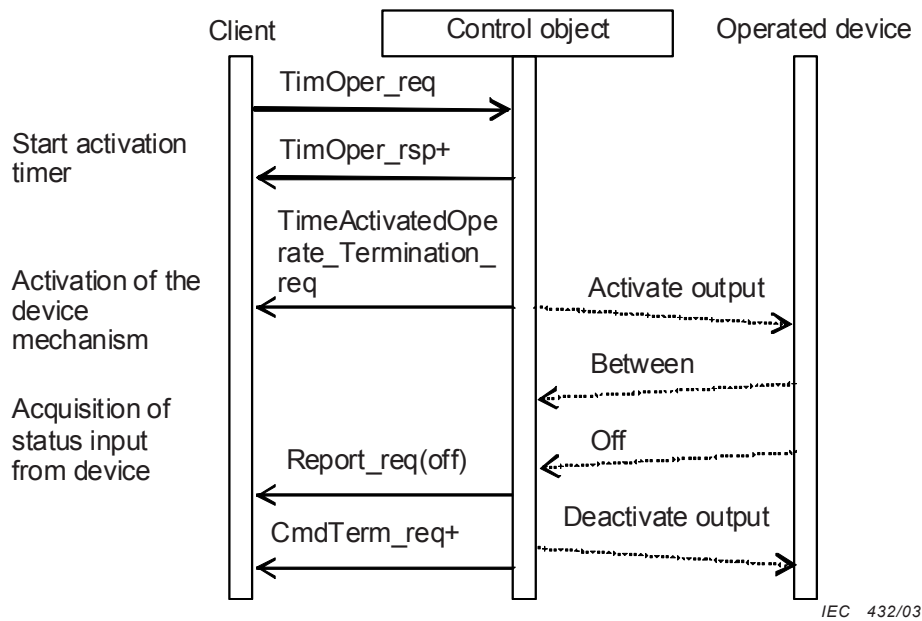 Client
Control object
Operated device
TimOper_req
Start activation
timer
TimOper_rsp+
TimeActivatedOpe
rate_Termination_
req
Activation of the
device
mechanism
Activate output
Between
Acquisition of
status input
from device
Off
Report_req(off)
Deactivate output
CmdTerm_req+
IEC 432/03